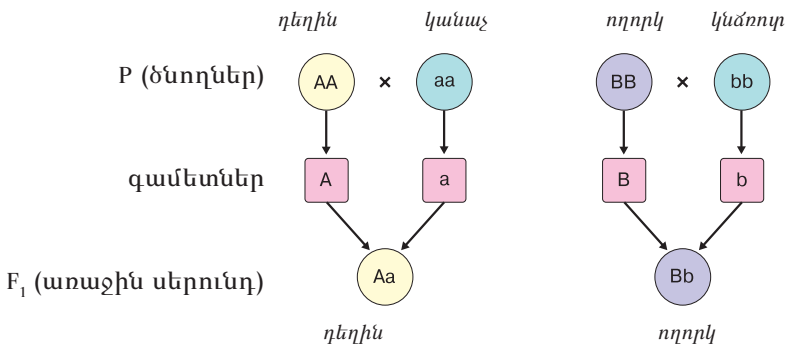 դեղին կանաչ ողորկ կնճռոտ
P (ծնողներ) AA × aa BB × bb
գամետներ A a B b
F₁ (առաջին սերունդ) Aa Bb
դեղին ողորկ